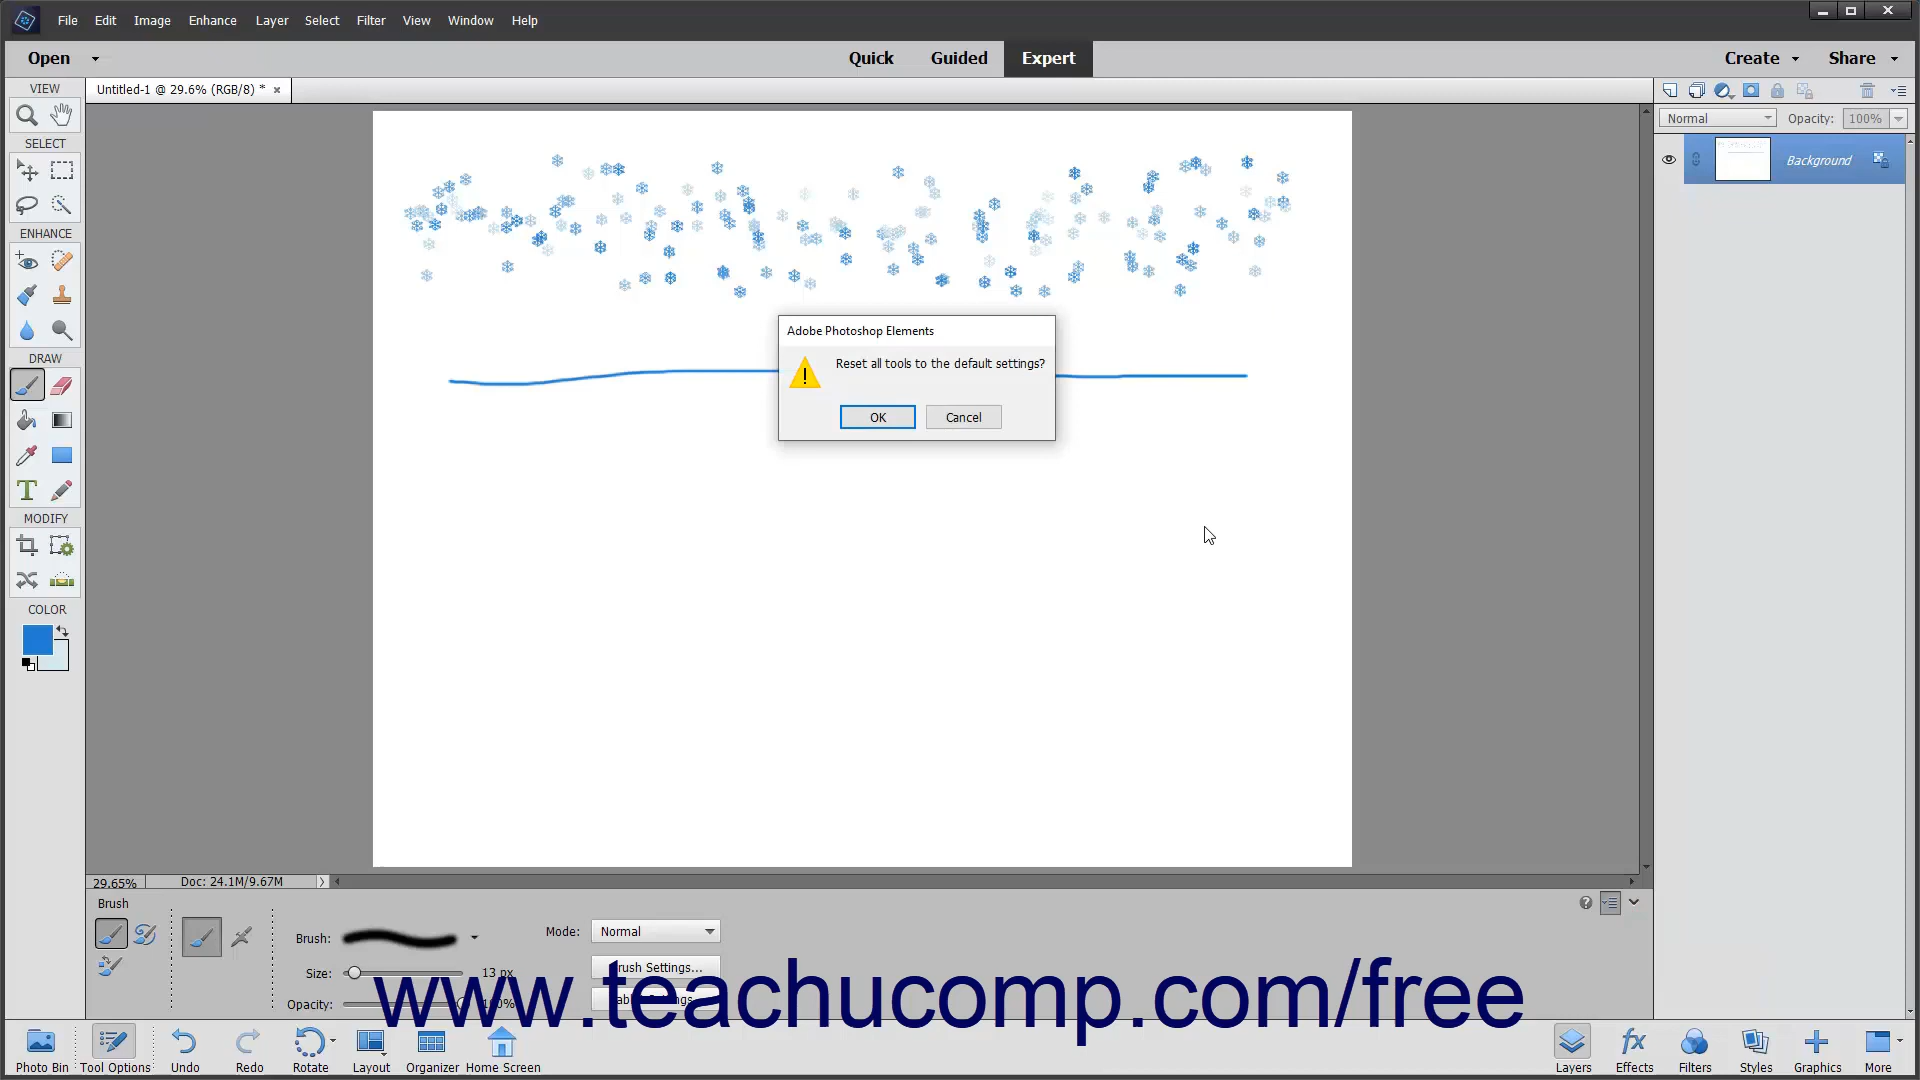 File Edit Image Enhance Layer Select Filter View Window Help
Open Quick Guided Expert Create Share
VIEW
Untitled-1 @ 29.6% (RGB/8) * ×
Normal Opacity: 100%
SELECT
Background
ENHANCE
Adobe Photoshop Elements
Reset all tools to the default settings?
OK Cancel
DRAW
MODIFY
COLOR
29.65% Doc: 24.1M/9.67M
Brush
Brush:
Mode: Normal
Size: 13 px
Brush Settings...
Opacity: 100%
www.teachucomp.com/free
Photo Bin Tool Options Undo Redo Rotate Layout Organizer Home Screen
Layers Effects Filters Styles Graphics More